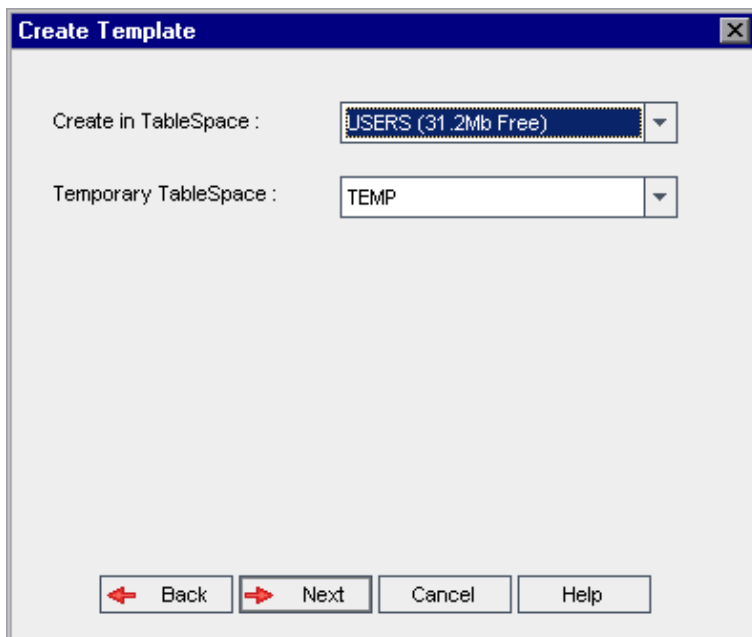 Create Template
Create in TableSpace : USERS (31.2Mb Free)
Temporary TableSpace : TEMP
Back Next Cancel Help